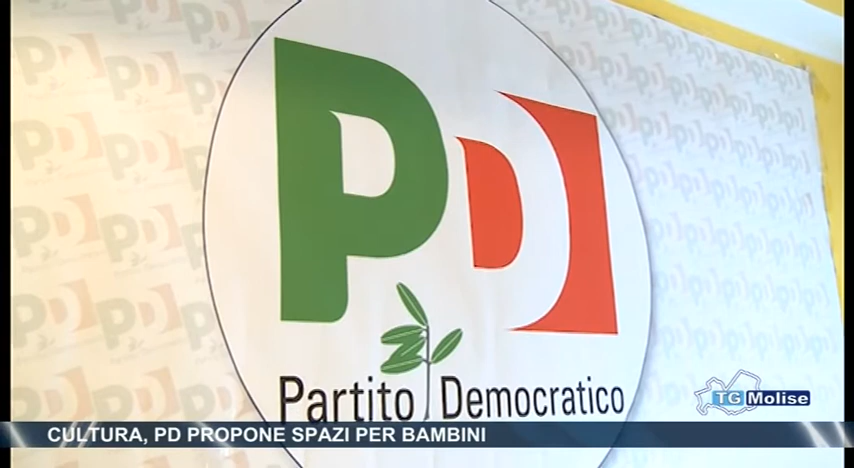 PD
Partito Democratico
TG Molise
CULTURA, PD PROPONE SPAZI PER BAMBINI